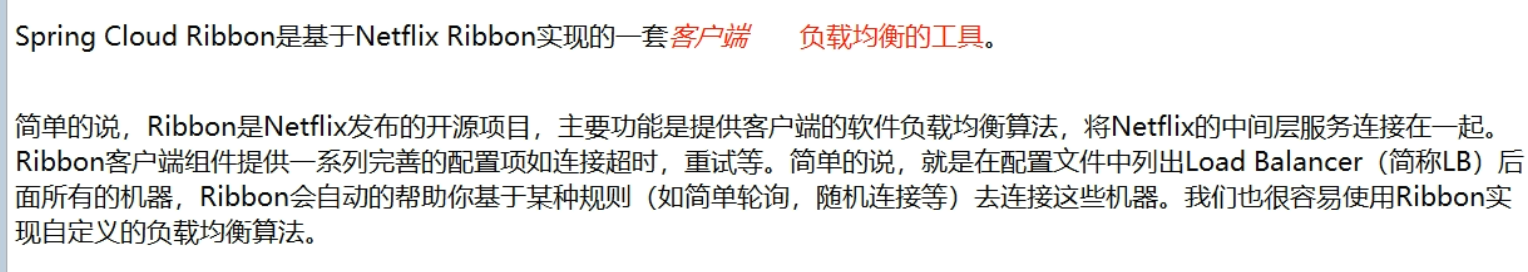 Spring Cloud Ribbon是基于Netflix Ribbon实现的一套客户端　　负载均衡的工具。
简单的说，Ribbon是Netflix发布的开源项目，主要功能是提供客户端的软件负载均衡算法，将Netflix的中间层服务连接在一起。
Ribbon客户端组件提供一系列完善的配置项如连接超时，重试等。简单的说，就是在配置文件中列出Load Balancer（简称LB）后
面所有的机器，Ribbon会自动的帮助你基于某种规则（如简单轮询，随机连接等）去连接这些机器。我们也很容易使用Ribbon实
现自定义的负载均衡算法。